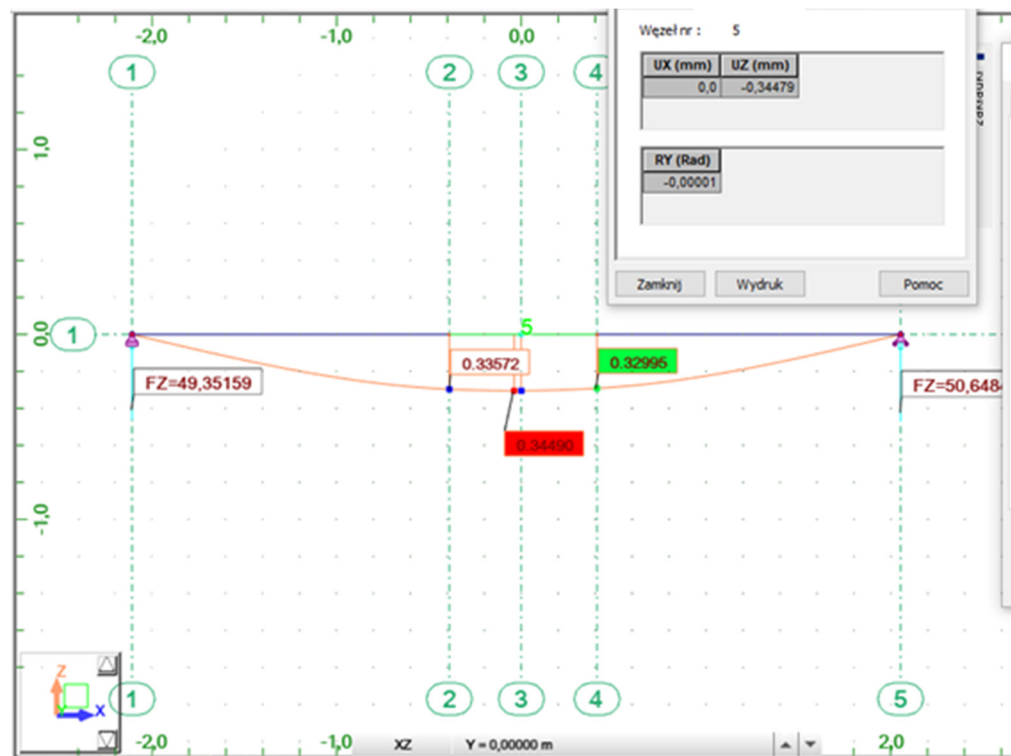 -2,0 -1,0 0,0
1 2 3 4
Węzeł nr : 5
UX (mm) UZ (mm)
0,0 -0,34479
RY (Rad)
-0,00001
Zamknij Wydruk Pomoc
1,0
0,0 1
5
0.33572 0.32995
FZ=49,35159 FZ=50,6484
0.34490
-1,0
Z
X
1 2 3 4 5
-2,0 -1,0 XZ Y = 0,00000 m 2,0